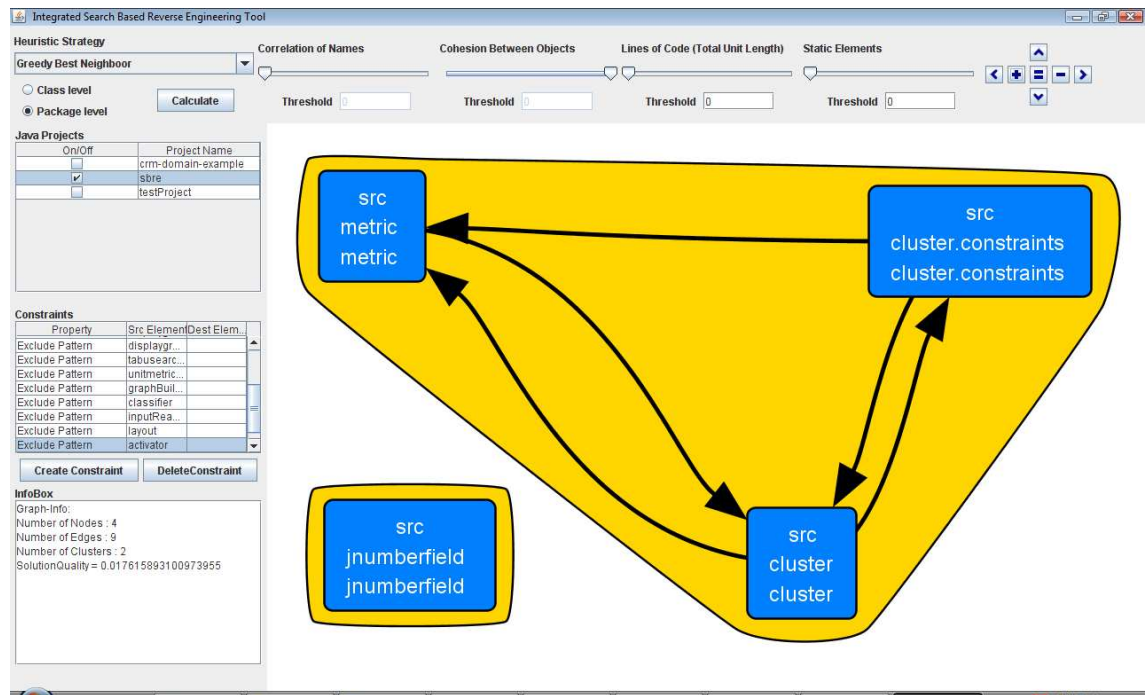 Integrated Search Based Reverse Engineering Tool
Heuristic Strategy
Greedy Best Neighboor
Class level
Package level
Calculate
Correlation of Names
Threshold 0
Cohesion Between Objects
Threshold 0
Lines of Code (Total Unit Length)
Threshold 0
Static Elements
Threshold 0
Java Projects
On/Off Project Name
crm-domain-example
sbre
testProject
Constraints
Property Src Element Dest Elem...
Exclude Pattern displaygr...
Exclude Pattern tabusearc...
Exclude Pattern unitmetric...
Exclude Pattern graphBuil...
Exclude Pattern classifier
Exclude Pattern inputRea...
Exclude Pattern layout
Exclude Pattern activator
Create Constraint DeleteConstraint
InfoBox
Graph-Info:
Number of Nodes : 4
Number of Edges : 9
Number of Clusters : 2
SolutionQuality = 0.017615893100973955
src
metric
metric
src
cluster.constraints
cluster.constraints
src
jnumberfield
jnumberfield
src
cluster
cluster